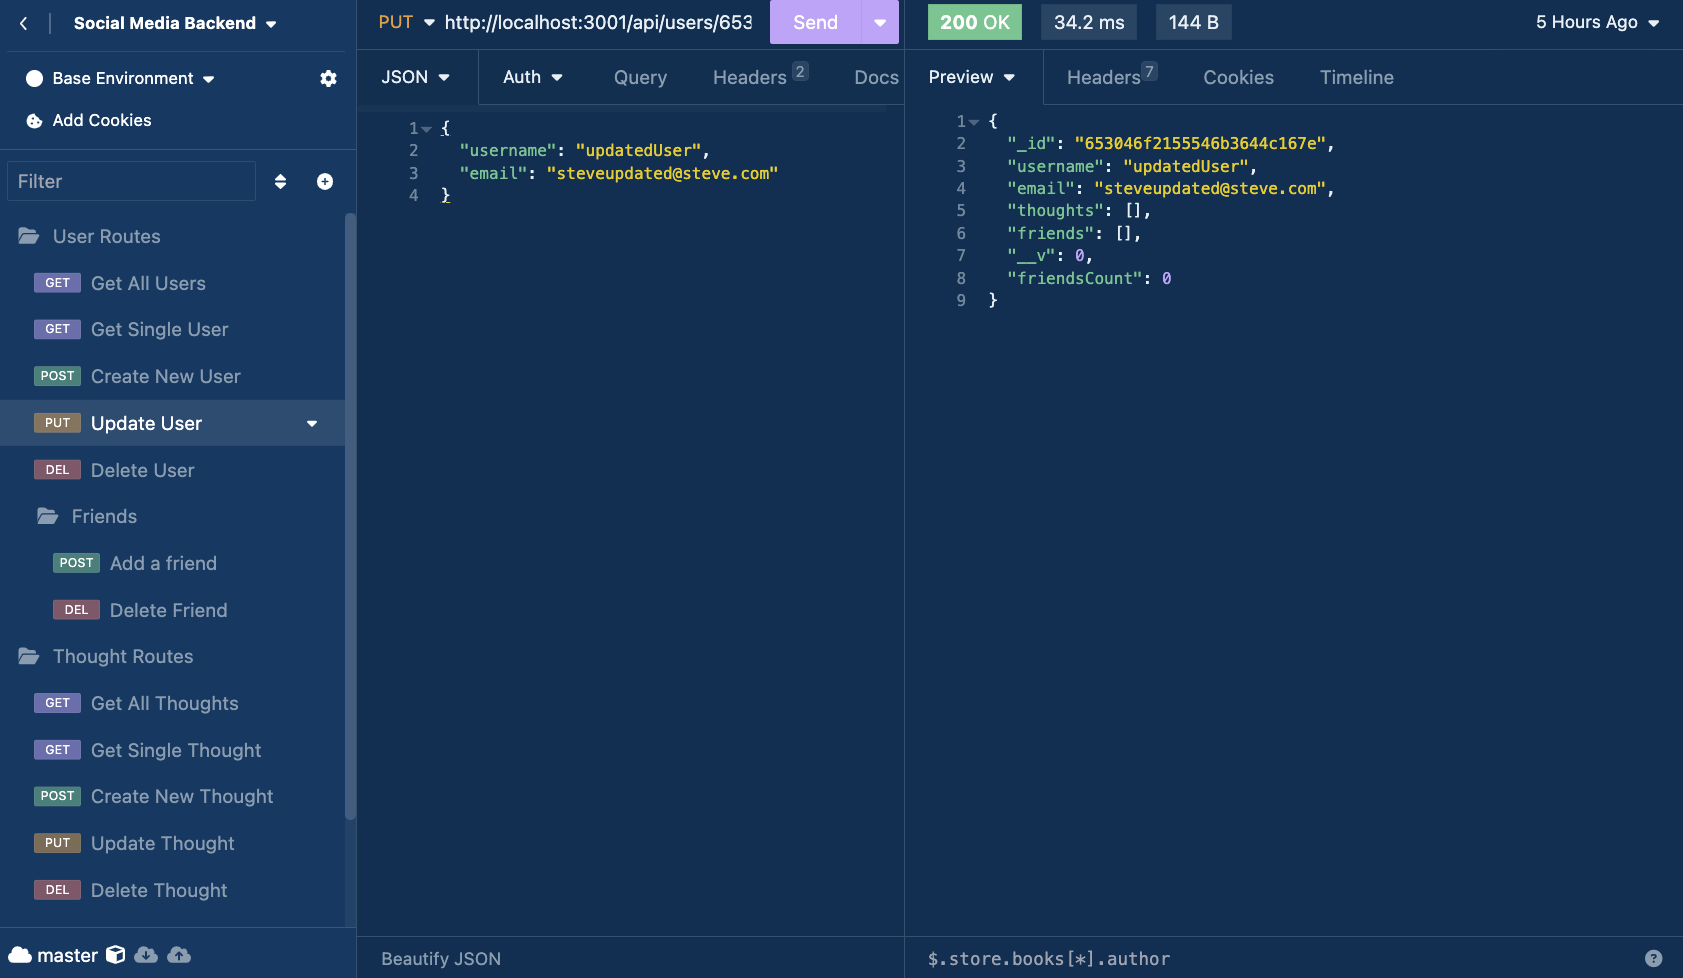 Social Media Backend
Base Environment
Add Cookies
Filter
User Routes
GET Get All Users
GET Get Single User
POST Create New User
PUT Update User
DEL Delete User
Friends
POST Add a friend
DEL Delete Friend
Thought Routes
GET Get All Thoughts
GET Get Single Thought
POST Create New Thought
PUT Update Thought
DEL Delete Thought
master
PUT http://localhost:3001/api/users/653 Send
JSON Auth Query Headers 2 Docs
1 {
2 "username": "updatedUser",
3 "email": "steveupdated@steve.com"
4 }
Beautify JSON
200 OK 34.2 ms 144 B 5 Hours Ago
Preview Headers 7 Cookies Timeline
1 {
2 "_id": "653046f2155546b3644c167e",
3 "username": "updatedUser",
4 "email": "steveupdated@steve.com",
5 "thoughts": [],
6 "friends": [],
7 "__v": 0,
8 "friendsCount": 0
9 }
$.store.books[*].author
?